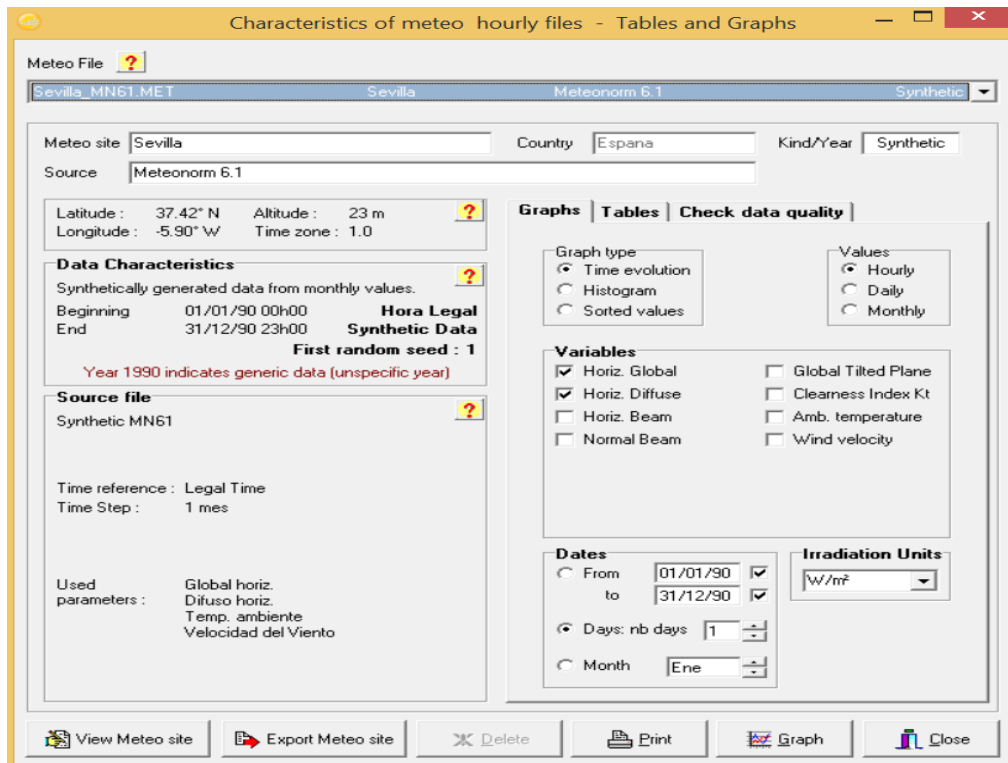 Characteristics of meteo hourly files - Tables and Graphs
Meteo File ?
Sevilla_MN61.MET Sevilla Meteonorm 6.1 Synthetic
Meteo site Sevilla Country Espana Kind/Year Synthetic
Source Meteonorm 6.1
Latitude : 37.42° N Altitude : 23 m ?
Longitude : -5.90° W Time zone : 1.0
Data Characteristics
?
Synthetically generated data from monthly values.
Beginning 01/01/90 00h00 Hora Legal
End 31/12/90 23h00 Synthetic Data
First random seed : 1
Year 1990 indicates generic data (unspecific year)
Source file
?
Synthetic MN61
Time reference : Legal Time
Time Step : 1 mes
Used parameters : Global horiz.
Difuso horiz.
Temp. ambiente
Velocidad del Viento
Graphs Tables Check data quality
Graph type
Time evolution
Histogram
Sorted values
Values
Hourly
Daily
Monthly
Variables
Horiz. Global Global Tilted Plane
Horiz. Diffuse Clearness Index Kt
Horiz. Beam Amb. temperature
Normal Beam Wind velocity
Dates
From 01/01/90
to 31/12/90
Days: nb days 1
Month Ene
Irradiation Units
W/m²
View Meteo site Export Meteo site Delete Print Graph Close